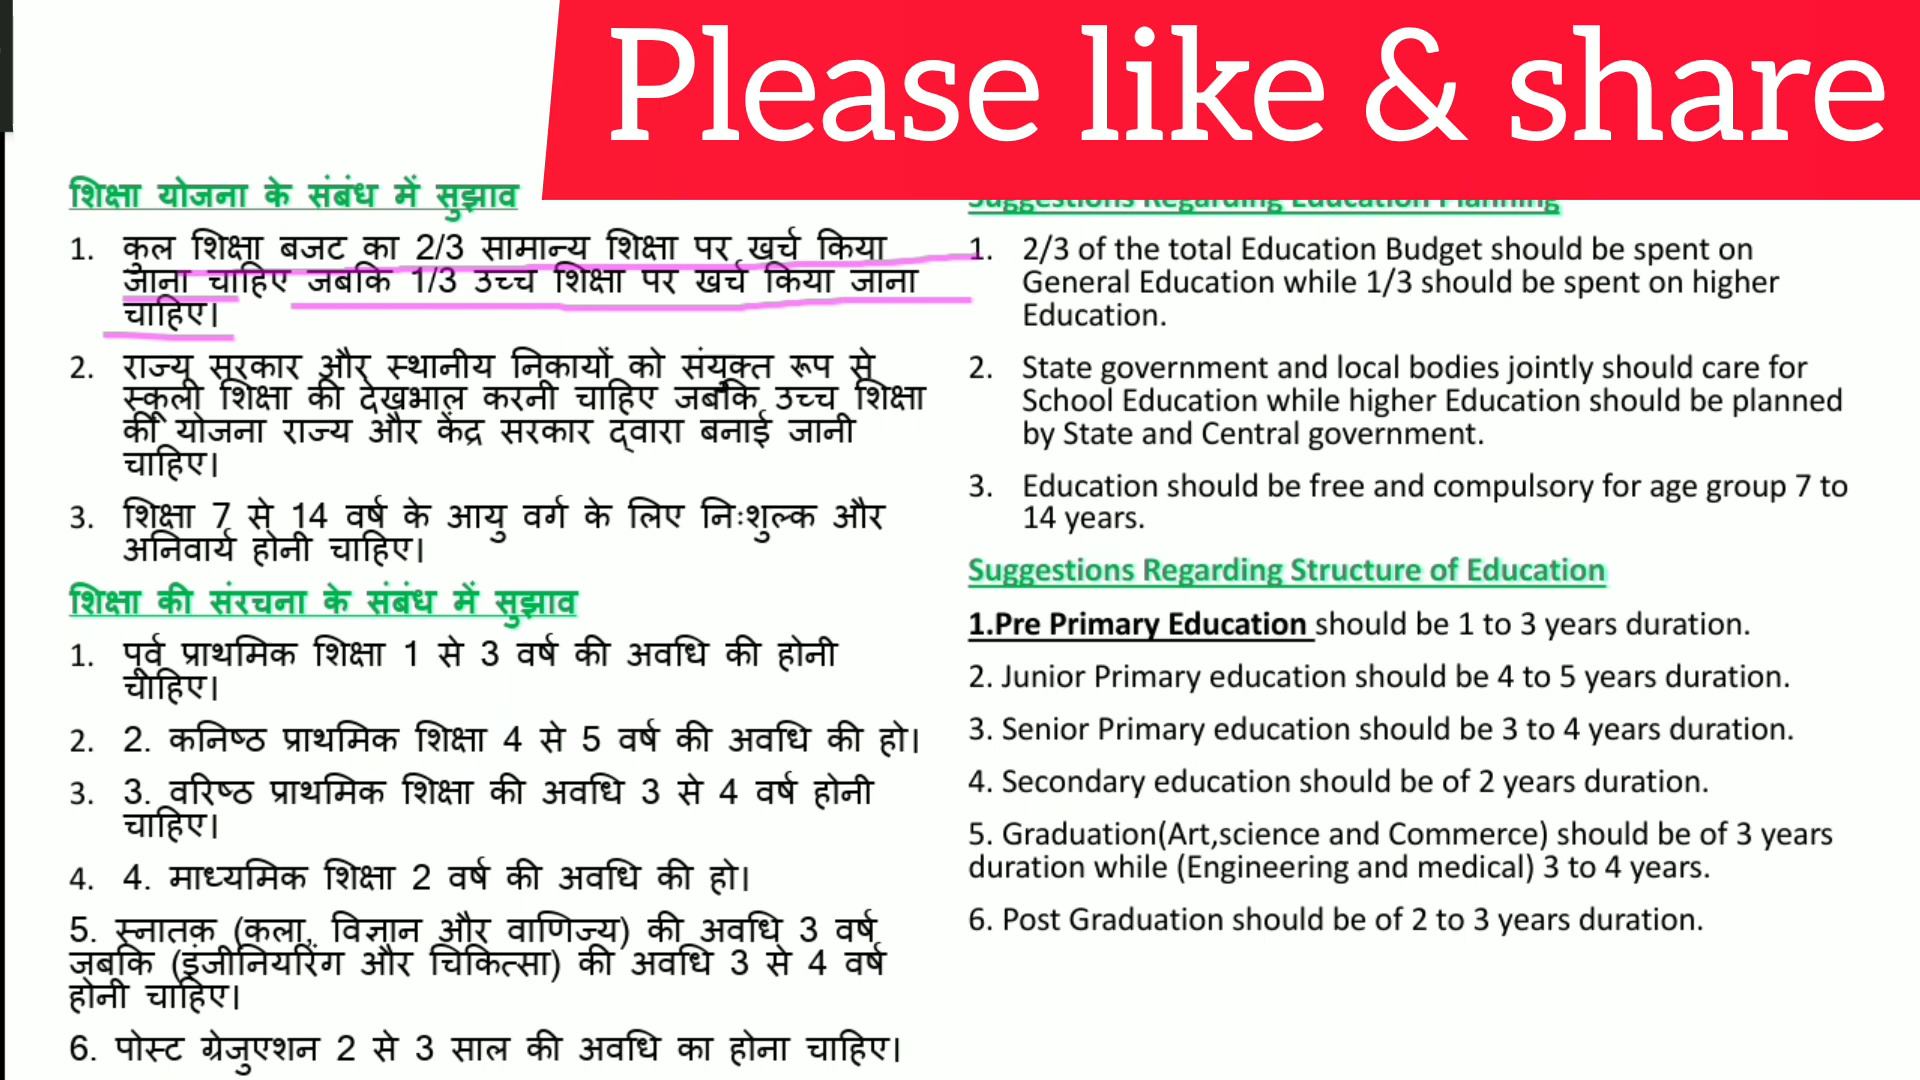 Please like & share
शिक्षा योजना के संबंध में सुझाव
1. कुल शिक्षा बजट का 2/3 सामान्य शिक्षा पर खर्च किया
जाना चाहिए जबकि 1/3 उच्च शिक्षा पर खर्च किया जाना
चाहिए।
2. राज्य सरकार और स्थानीय निकायों को संयुक्त रूप से
स्कूली शिक्षा की देखभाल करनी चाहिए जबकि उच्च शिक्षा
की योजना राज्य और केंद्र सरकार द्वारा बनाई जानी
चाहिए।
3. शिक्षा 7 से 14 वर्ष के आयु वर्ग के लिए निःशुल्क और
अनिवार्य होनी चाहिए।
शिक्षा की संरचना के संबंध में सुझाव
1. पूर्व प्राथमिक शिक्षा 1 से 3 वर्ष की अवधि की होनी
चाहिए।
2. 2. कनिष्ठ प्राथमिक शिक्षा 4 से 5 वर्ष की अवधि की हो।
3. 3. वरिष्ठ प्राथमिक शिक्षा की अवधि 3 से 4 वर्ष होनी
चाहिए।
4. 4. माध्यमिक शिक्षा 2 वर्ष की अवधि की हो।
5. स्नातक (कला, विज्ञान और वाणिज्य) की अवधि 3 वर्ष
जबकि (इंजीनियरिंग और चिकित्सा) की अवधि 3 से 4 वर्ष
होनी चाहिए।
6. पोस्ट ग्रेजुएशन 2 से 3 साल की अवधि का होना चाहिए।
Suggestions Regarding Education Planning
1. 2/3 of the total Education Budget should be spent on
General Education while 1/3 should be spent on higher
Education.
2. State government and local bodies jointly should care for
School Education while higher Education should be planned
by State and Central government.
3. Education should be free and compulsory for age group 7 to
14 years.
Suggestions Regarding Structure of Education
1.Pre Primary Education should be 1 to 3 years duration.
2. Junior Primary education should be 4 to 5 years duration.
3. Senior Primary education should be 3 to 4 years duration.
4. Secondary education should be of 2 years duration.
5. Graduation(Art,science and Commerce) should be of 3 years
duration while (Engineering and medical) 3 to 4 years.
6. Post Graduation should be of 2 to 3 years duration.